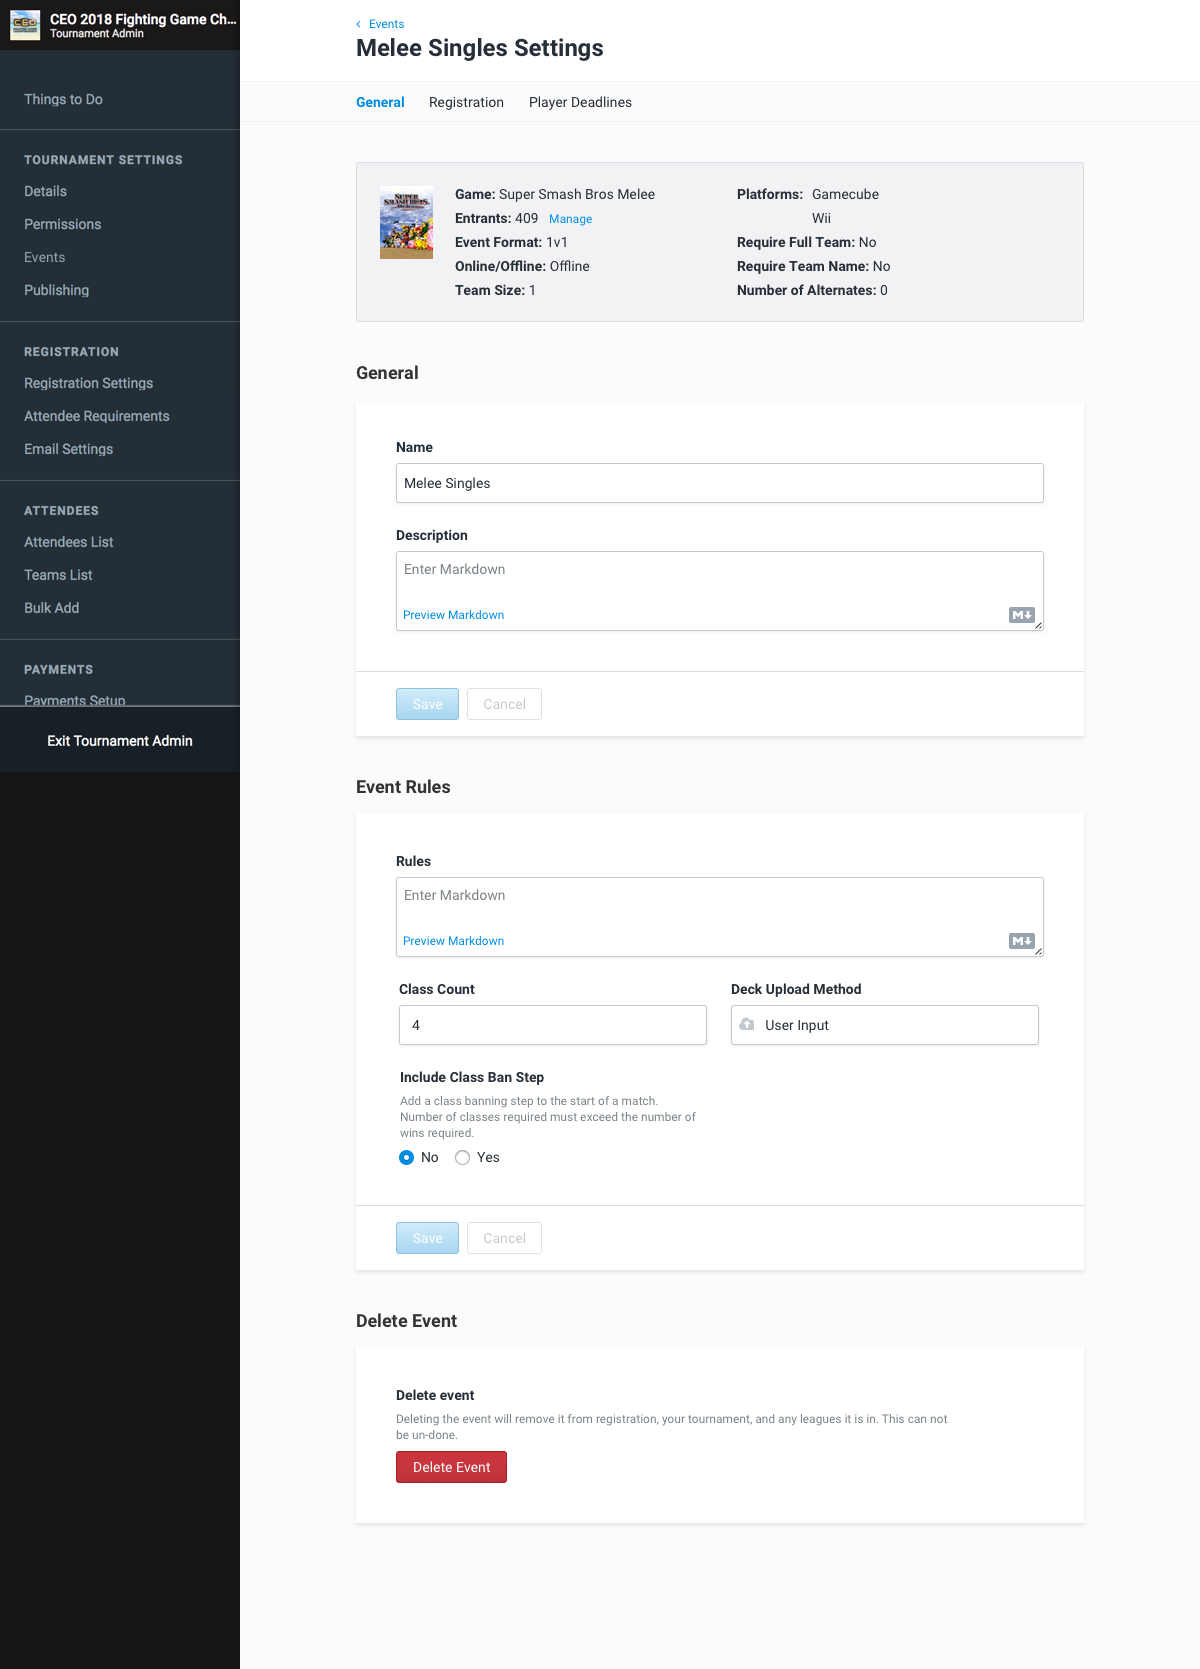 CEO 2018 Fighting Game Ch...
Tournament Admin
Things to Do
TOURNAMENT SETTINGS
Details
Permissions
Events
Publishing
REGISTRATION
Registration Settings
Attendee Requirements
Email Settings
ATTENDEES
Attendees List
Teams List
Bulk Add
PAYMENTS
Payments Setup
Exit Tournament Admin
Events
Melee Singles Settings
General Registration Player Deadlines
SUPER
SMASH BROS.
Game: Super Smash Bros Melee
Entrants: 409 Manage
Event Format: 1v1
Online/Offline: Offline
Team Size: 1
Platforms: Gamecube
Wii
Require Full Team: No
Require Team Name: No
Number of Alternates: 0
General
Name
Melee Singles
Description
Enter Markdown
Preview Markdown M
Save Cancel
Event Rules
Rules
Enter Markdown
Preview Markdown M
Class Count Deck Upload Method
4 User Input
Include Class Ban Step
Add a class banning step to the start of a match.
Number of classes required must exceed the number of
wins required.
No Yes
Save Cancel
Delete Event
Delete event
Deleting the event will remove it from registration, your tournament, and any leagues it is in. This can not
be un-done.
Delete Event